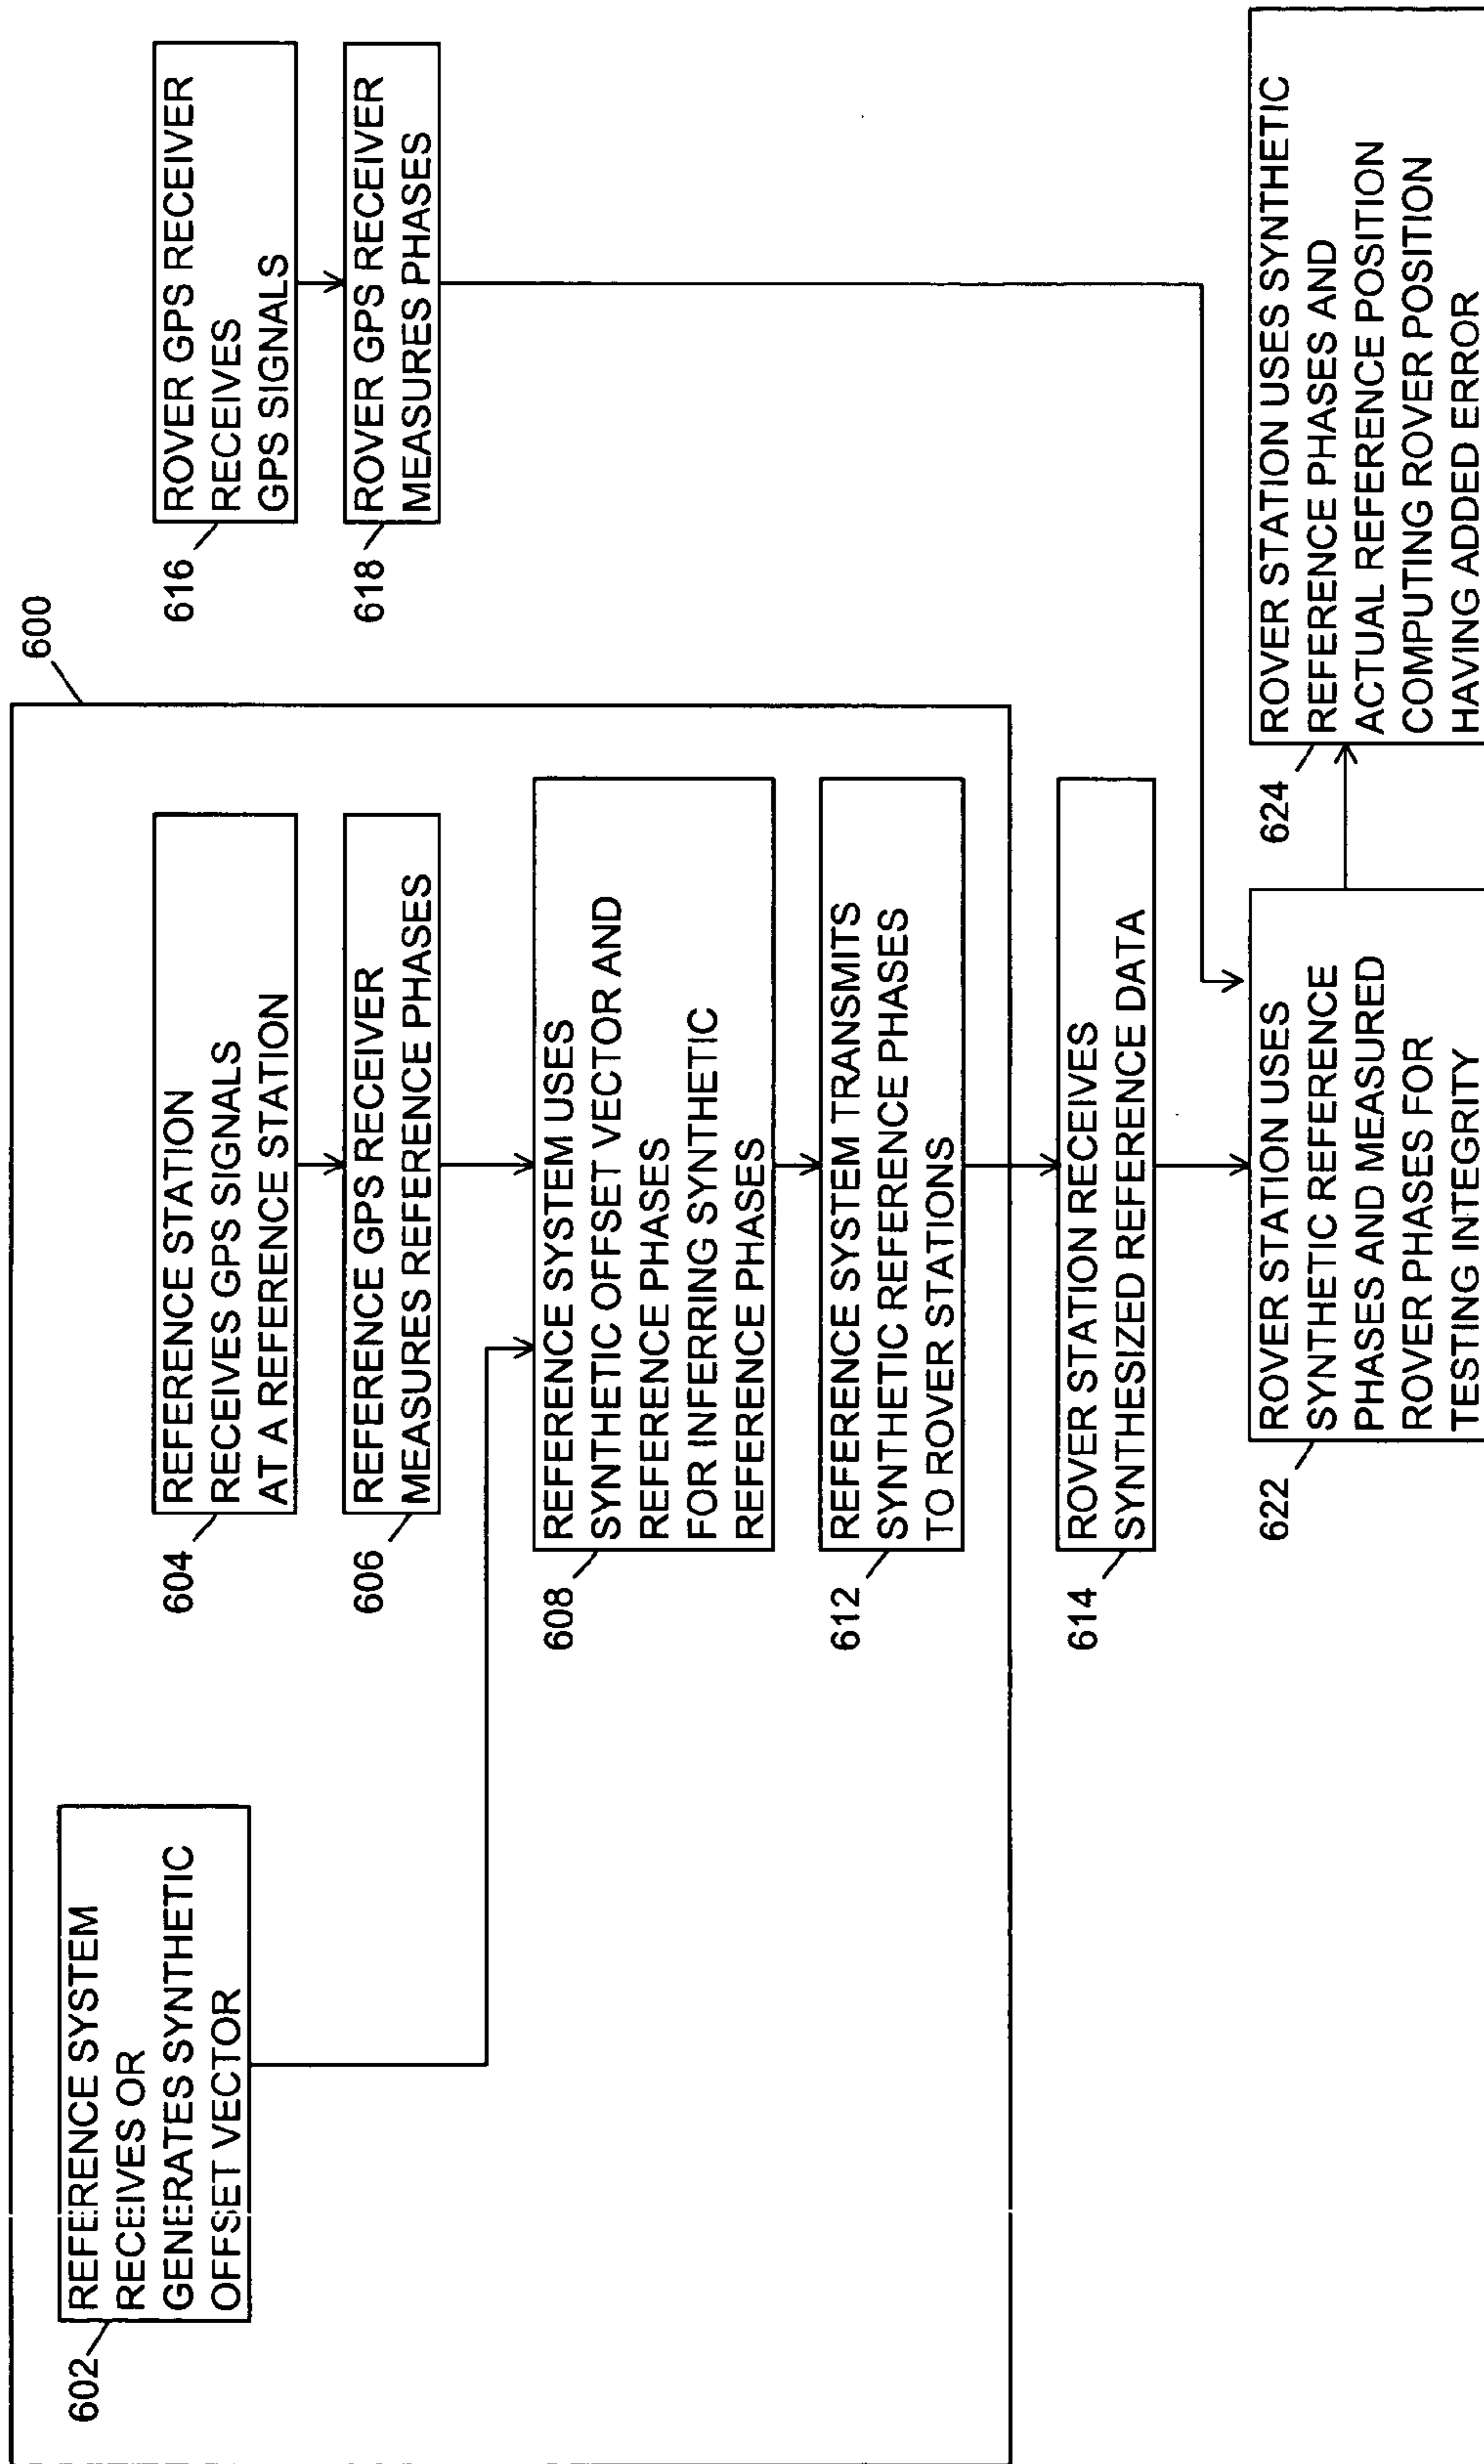 600
602
REFERENCE SYSTEM
RECEIVES OR
GENERATES SYNTHETIC
OFFSET VECTOR
604
REFERENCE STATION
RECEIVES GPS SIGNALS
AT A REFERENCE STATION
606
REFERENCE GPS RECEIVER
MEASURES REFERENCE PHASES
608
REFERENCE SYSTEM USES
SYNTHETIC OFFSET VECTOR AND
REFERENCE PHASES
FOR INFERRING SYNTHETIC
REFERENCE PHASES
612
REFERENCE SYSTEM TRANSMITS
SYNTHETIC REFERENCE PHASES
TO ROVER STATIONS
614
ROVER STATION RECEIVES
SYNTHESIZED REFERENCE DATA
616
ROVER GPS RECEIVER
RECEIVES
GPS SIGNALS
618
ROVER GPS RECEIVER
MEASURES PHASES
622
ROVER STATION USES
SYNTHETIC REFERENCE
PHASES AND MEASURED
ROVER PHASES FOR
TESTING INTEGRITY
624
ROVER STATION USES SYNTHETIC
REFERENCE PHASES AND
ACTUAL REFERENCE POSITION
COMPUTING ROVER POSITION
HAVING ADDED ERROR